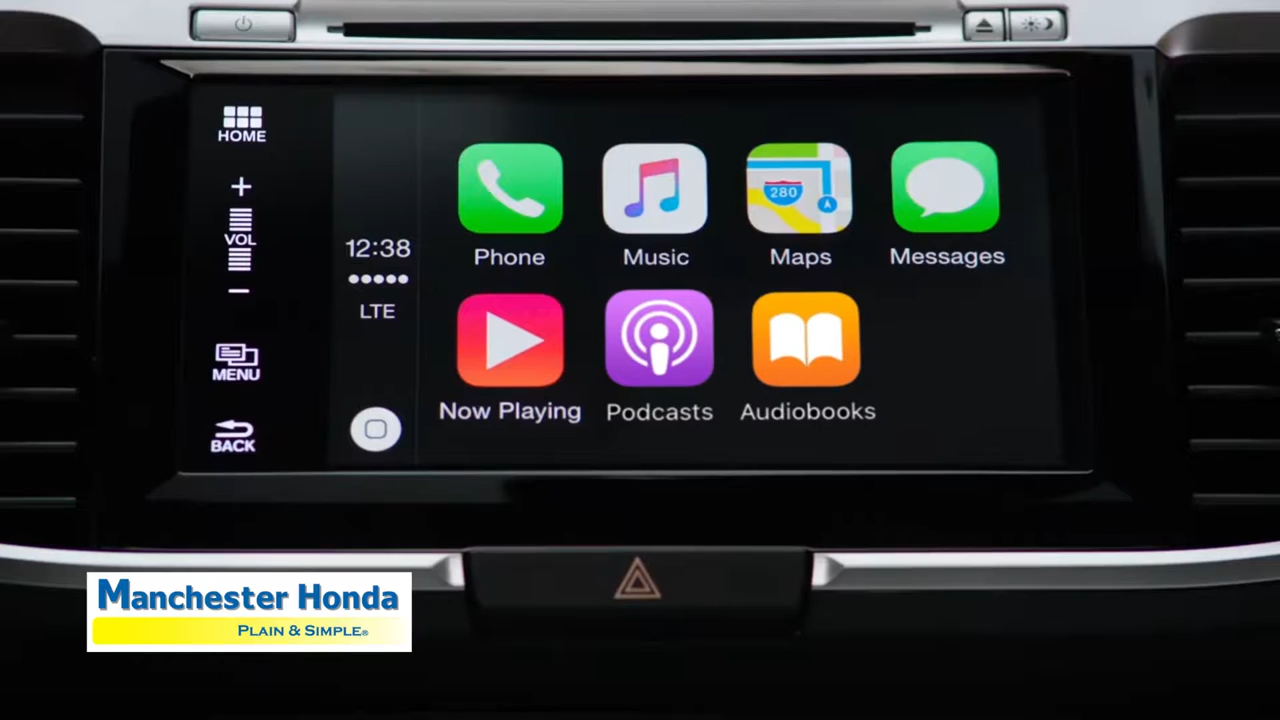 HOME
+
VOL
−
MENU
BACK
12:38
LTE
280
Phone
Music
Maps
Messages
Now Playing
Podcasts
Audiobooks
Manchester Honda
PLAIN & SIMPLE®